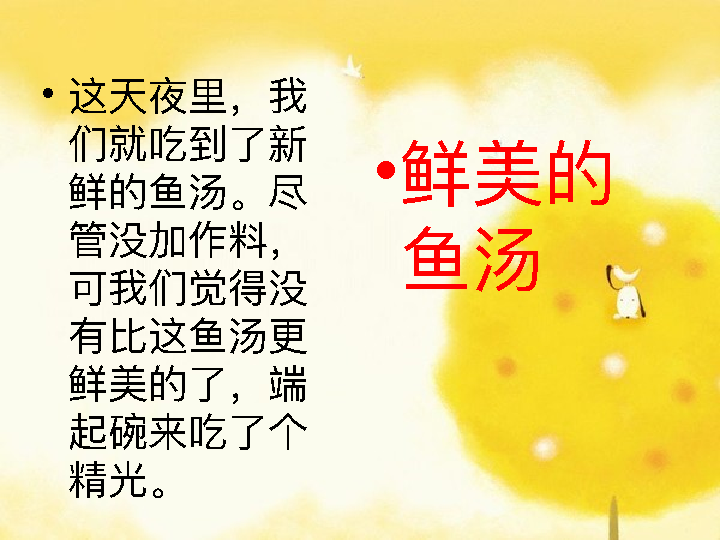 • 这天夜里，我
们就吃到了新
鲜的鱼汤。尽
管没加作料，
可我们觉得没
有比这鱼汤更
鲜美的了，端
起碗来吃了个
精光。
•鲜美的
鱼汤